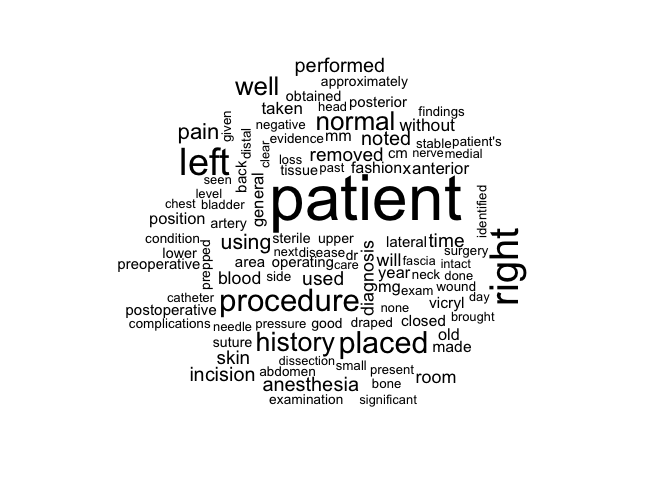 performed
approximately
well
obtained
taken head posterior
findings
given
negative
normal
without
pain
distal
clear
evidence mm noted
stable patient's
left
back
loss
removed cm nerve medial
seen
tissue past fashion x anterior
level
general
patient
identified
chest bladder
position
artery
condition
using sterile upper
lateral time
right
lower
prepped
area
next disease dr.
diagnosis
surgery
preoperative
operating care
will fascia intact
blood side used
year neck done
catheter
mg exam wound
postoperative
procedure
none
vicryl day
complications needle pressure good draped closed brought
suture
history placed
old
made
skin
dissection small present
incision
abdomen
anesthesia
bone
room
examination significant